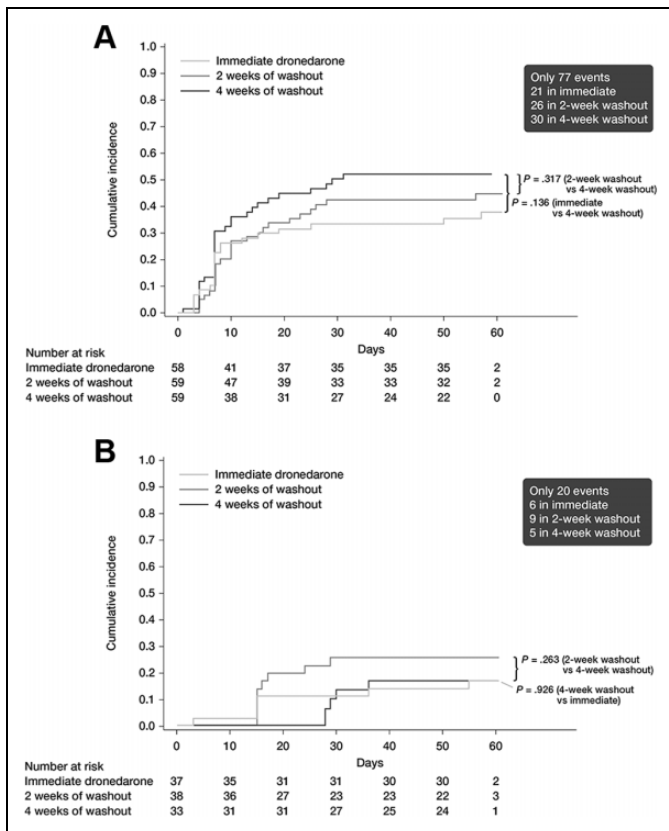 A
1.0
0.9
0.8
0.7
0.6
0.5
0.4
0.3
0.2
0.1
0.0
Cumulative incidence
Immediate dronedarone
2 weeks of washout
4 weeks of washout
Only 77 events
21 in immediate
26 in 2-week washout
30 in 4-week washout
P = .317 (2-week washout
vs 4-week washout)
P = .136 (immediate
vs 4-week washout)
0 10 20 30 40 50 60
Days
Number at risk
Immediate dronedarone 58 41 37 35 35 35 2
2 weeks of washout 59 47 39 33 33 32 2
4 weeks of washout 59 38 31 27 24 22 0
B
1.0
0.9
0.8
0.7
0.6
0.5
0.4
0.3
0.2
0.1
0.0
Cumulative incidence
Immediate dronedarone
2 weeks of washout
4 weeks of washout
Only 20 events
6 in immediate
9 in 2-week washout
5 in 4-week washout
P = .263 (2-week washout
vs 4-week washout)
P = .926 (4-week washout
vs immediate)
0 10 20 30 40 50 60
Days
Number at risk
Immediate dronedarone 37 35 31 31 30 30 2
2 weeks of washout 38 36 27 23 23 22 3
4 weeks of washout 33 31 31 27 25 24 1